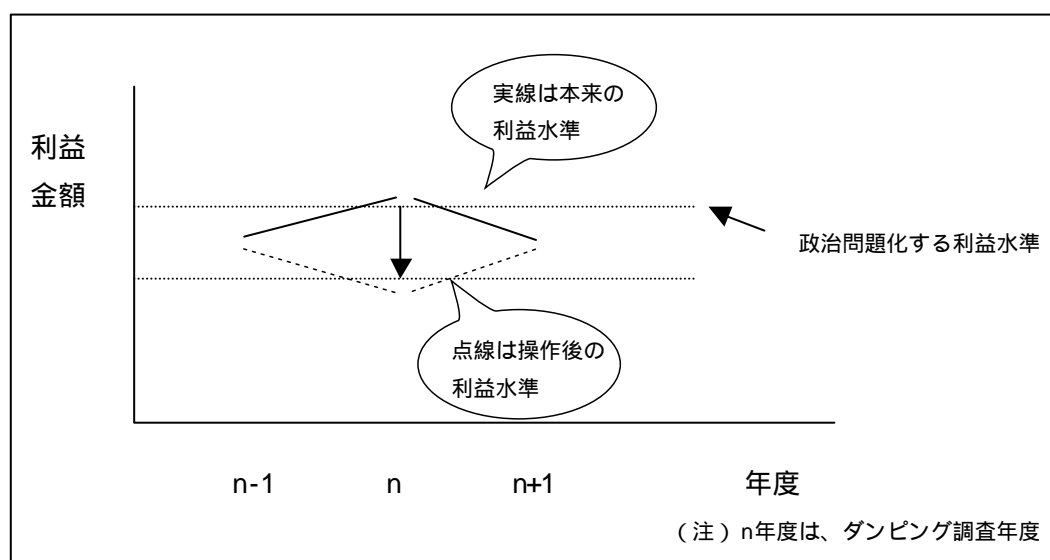 実線は本来の
利益水準
利益
金額
政治問題化する利益水準
点線は操作後の
利益水準
n-1 n n+1 年度
(注)n年度は、ダンピング調査年度